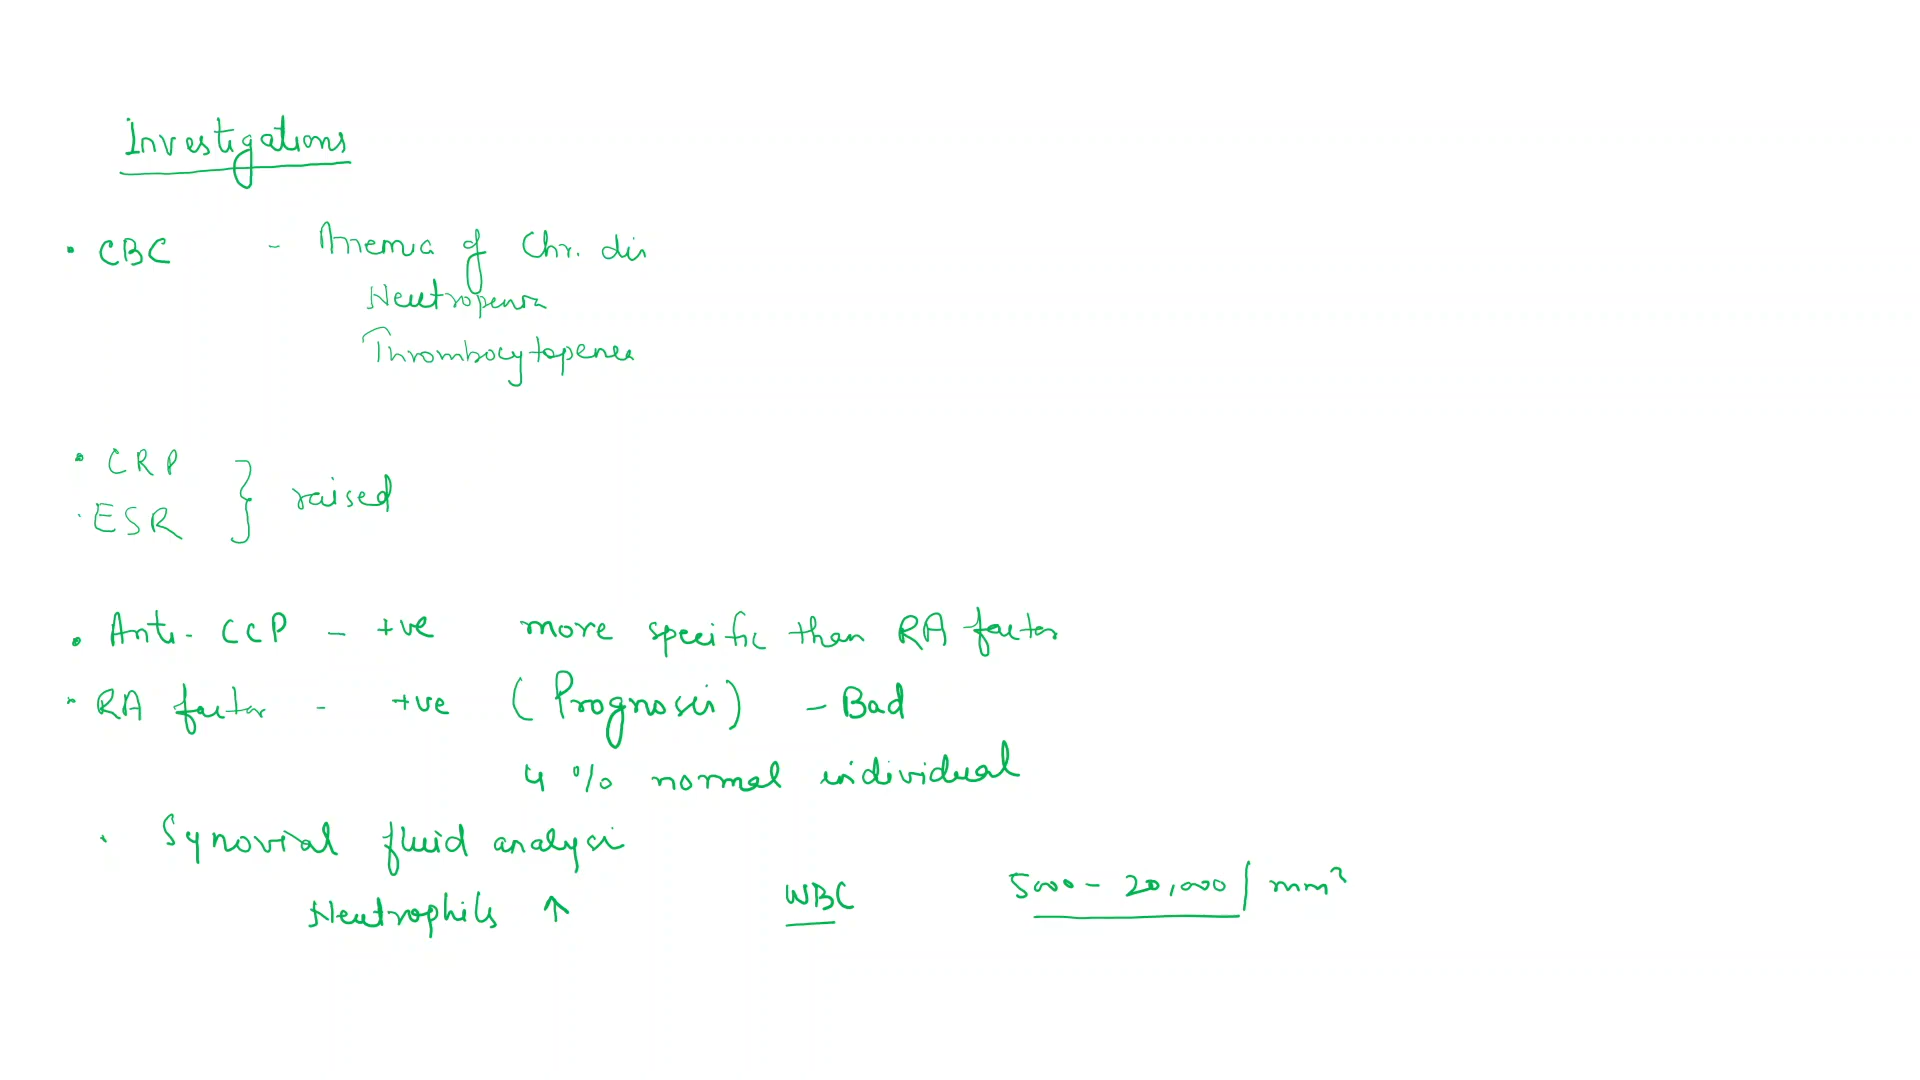 Investigations
• CBC - Anemia of Chr. dis
Neutropenia
Thrombocytopenia
• CRP
• ESR } raised
• Anti-CCP - +ve more specific than RA factor
• RA factor - +ve (Prognosis) - Bad
4 % normal individual
• Synovial fluid analysis
Neutrophils ↑ WBC 5000 - 20,000 / mm³